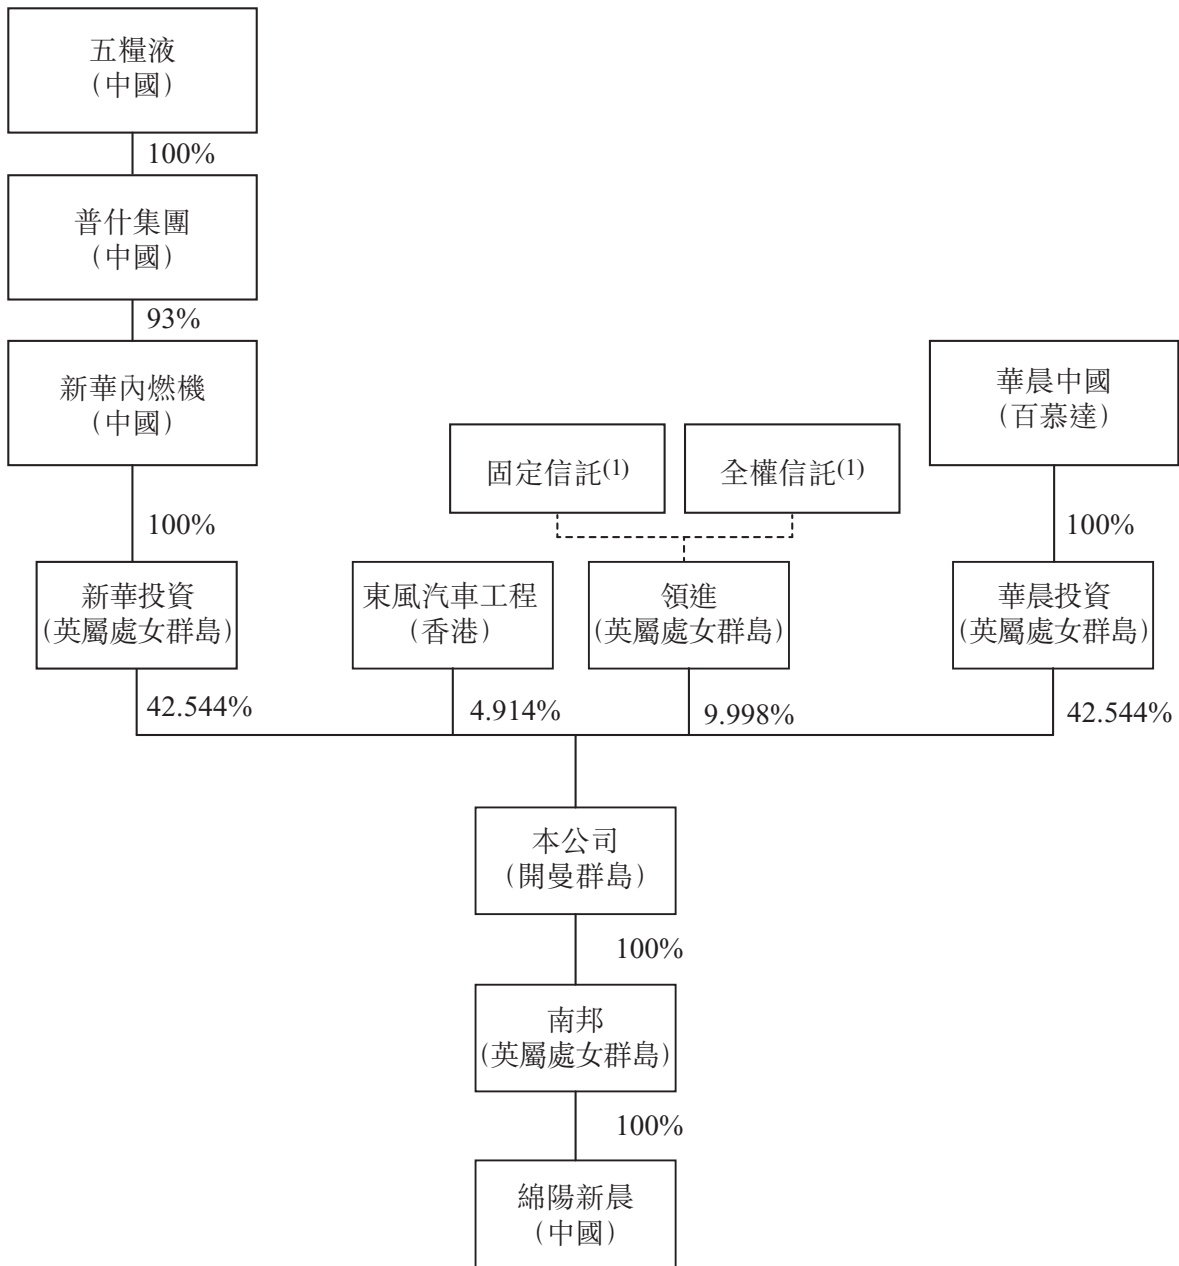 五糧液
（中國）
100%
普什集團
（中國）
93%
新華內燃機
（中國）
華晨中國
（百慕達）
固定信託(1)
全權信託(1)
100%
100%
新華投資
(英屬處女群島)
東風汽車工程
（香港）
領進
(英屬處女群島)
華晨投資
(英屬處女群島)
42.544%
4.914%
9.998%
42.544%
本公司
（開曼群島）
100%
南邦
(英屬處女群島)
100%
綿陽新晨
（中國）